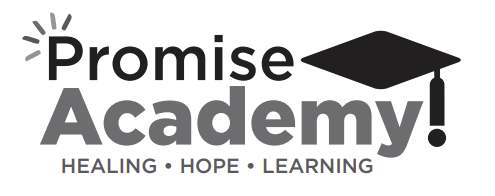 Promise
Academy!
HEALING • HOPE • LEARNING